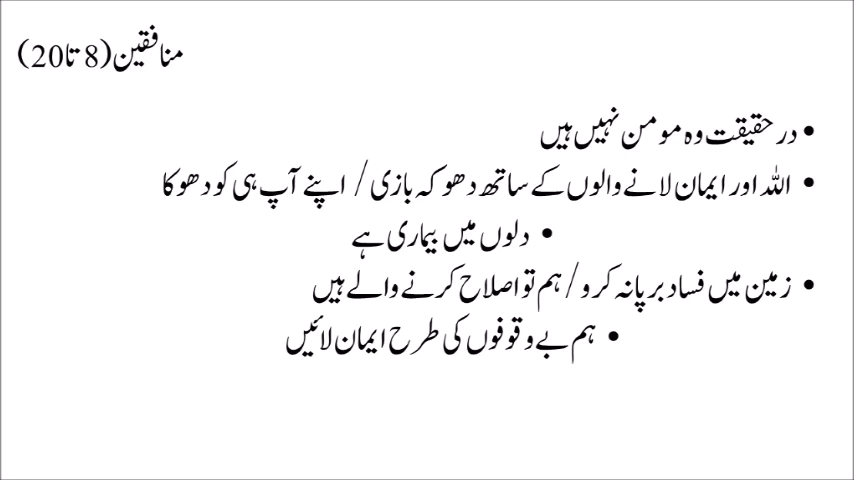 منافقین(8 تا20)
• در حقیقت وہ مومن نہیں ہیں
• اللہ اور ایمان لانے والوں کے ساتھ دھوکہ بازی/ اپنے آپ ہی کو دھوکا
• دلوں میں بیماری ہے
• زمین میں فساد برپا نہ کرو/ہم تو اصلاح کرنے والے ہیں
• ہم بے وقوفوں کی طرح ایمان لائیں